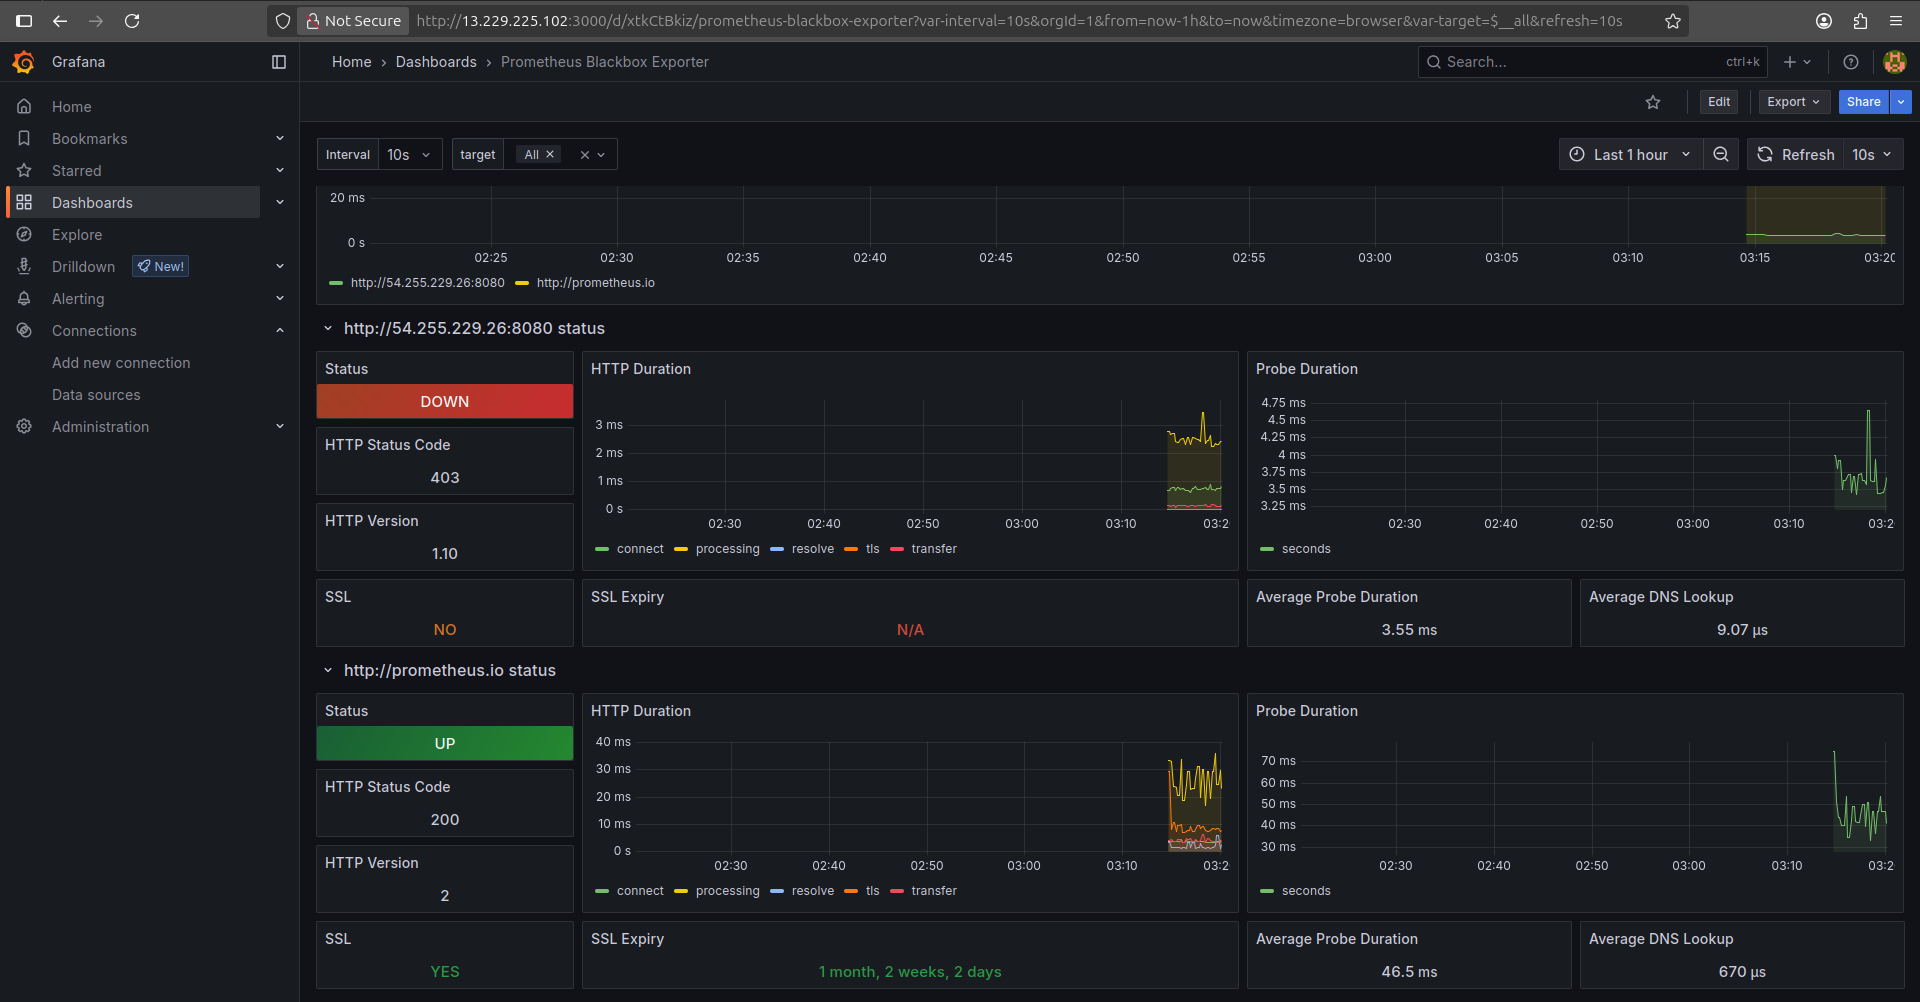 Not Secure http://13.229.225.102:3000/d/xtkCtBkiz/prometheus-blackbox-exporter?var-interval=10s&orgId=1&from=now-1h&to=now&timezone=browser&var-target=$__all&refresh=10s
Grafana
Home › Dashboards › Prometheus Blackbox Exporter
Search... ctrl+k
Edit
Export
Share
Home
Bookmarks
Starred
Dashboards
Explore
Drilldown New!
Alerting
Connections
Add new connection
Data sources
Administration
Interval 10s
target All
Last 1 hour
Refresh 10s
20 ms
0 s
02:25 02:30 02:35 02:40 02:45 02:50 02:55 03:00 03:05 03:10 03:15 03:20
http://54.255.229.26:8080 http://prometheus.io
http://54.255.229.26:8080 status
Status
DOWN
HTTP Status Code
403
HTTP Version
1.10
HTTP Duration
3 ms
2 ms
1 ms
0 s
02:30 02:40 02:50 03:00 03:10 03:2
connect processing resolve tls transfer
Probe Duration
4.75 ms
4.5 ms
4.25 ms
4 ms
3.75 ms
3.5 ms
3.25 ms
02:30 02:40 02:50 03:00 03:10 03:2
seconds
SSL
NO
SSL Expiry
N/A
Average Probe Duration
3.55 ms
Average DNS Lookup
9.07 µs
http://prometheus.io status
Status
UP
HTTP Status Code
200
HTTP Version
2
HTTP Duration
40 ms
30 ms
20 ms
10 ms
0 s
02:30 02:40 02:50 03:00 03:10 03:2
connect processing resolve tls transfer
Probe Duration
70 ms
60 ms
50 ms
40 ms
30 ms
02:30 02:40 02:50 03:00 03:10 03:2
seconds
SSL
YES
SSL Expiry
1 month, 2 weeks, 2 days
Average Probe Duration
46.5 ms
Average DNS Lookup
670 µs